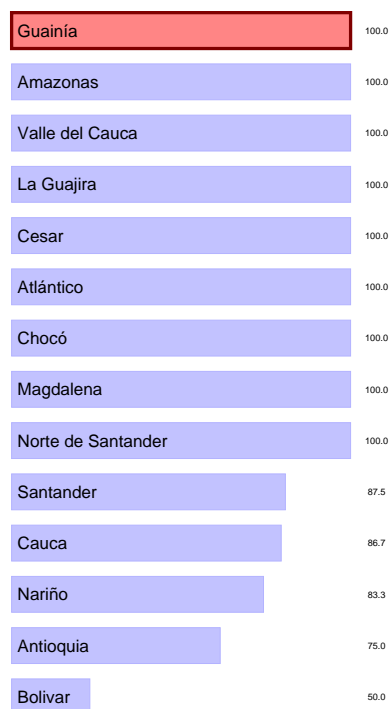 Guainía 100.0
Amazonas 100.0
Valle del Cauca 100.0
La Guajira 100.0
Cesar 100.0
Atlántico 100.0
Chocó 100.0
Magdalena 100.0
Norte de Santander 100.0
Santander 87.5
Cauca 86.7
Nariño 83.3
Antioquia 75.0
Bolivar 50.0